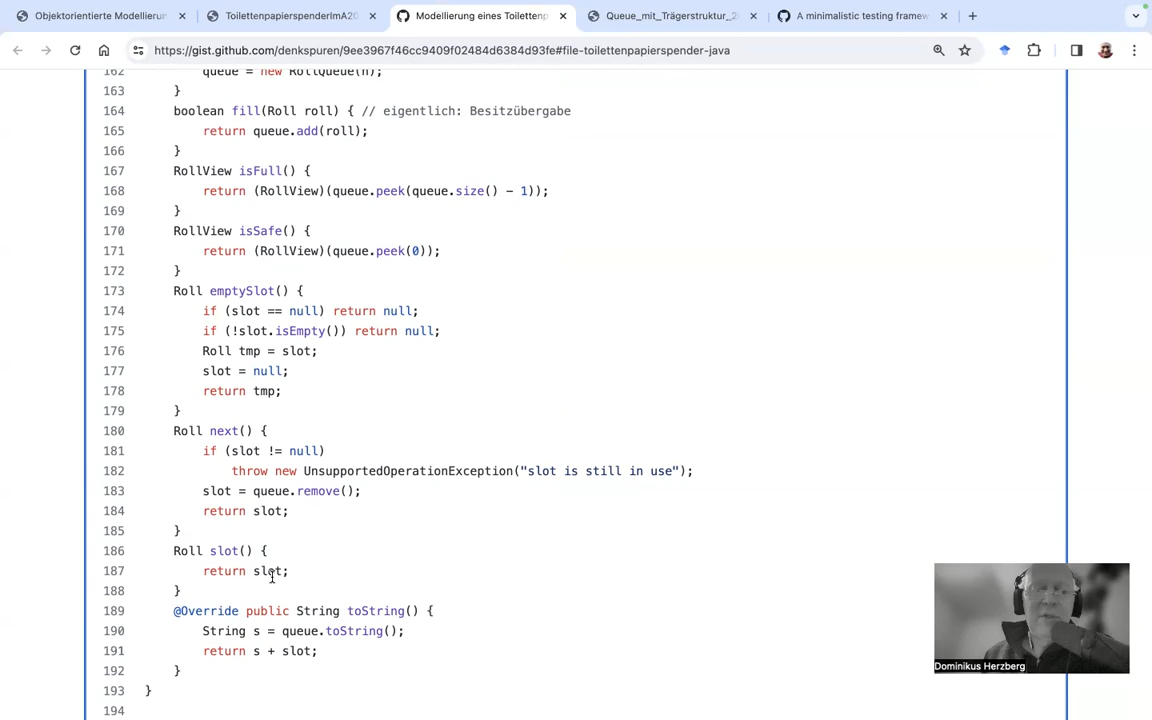 Objektorientierte Modellierun
ToilettenpapierspenderImA20
Modellierung eines Toilettenp
Queue_mit_Trägerstruktur_2
A minimalistic testing framew
https://gist.github.com/denkspuren/9ee3967f46cc9409f02484d6384d93fe#file-toilettenpapierspender-java
162 queue = new RollQueue(n);
163 }
164 boolean fill(Roll roll) { // eigentlich: Besitzübergabe
165 return queue.add(roll);
166 }
167 RollView isFull() {
168 return (RollView)(queue.peek(queue.size() - 1));
169 }
170 RollView isSafe() {
171 return (RollView)(queue.peek(0));
172 }
173 Roll emptySlot() {
174 if (slot == null) return null;
175 if (!slot.isEmpty()) return null;
176 Roll tmp = slot;
177 slot = null;
178 return tmp;
179 }
180 Roll next() {
181 if (slot != null)
182 throw new UnsupportedOperationException("slot is still in use");
183 slot = queue.remove();
184 return slot;
185 }
186 Roll slot() {
187 return slot;
188 }
189 @Override public String toString() {
190 String s = queue.toString();
191 return s + slot;
192 }
193 }
194
Dominikus Herzberg